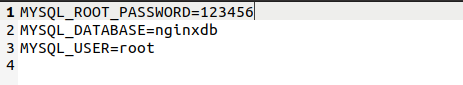 1 MYSQL_ROOT_PASSWORD=123456
2 MYSQL_DATABASE=nginxdb
3 MYSQL_USER=root
4